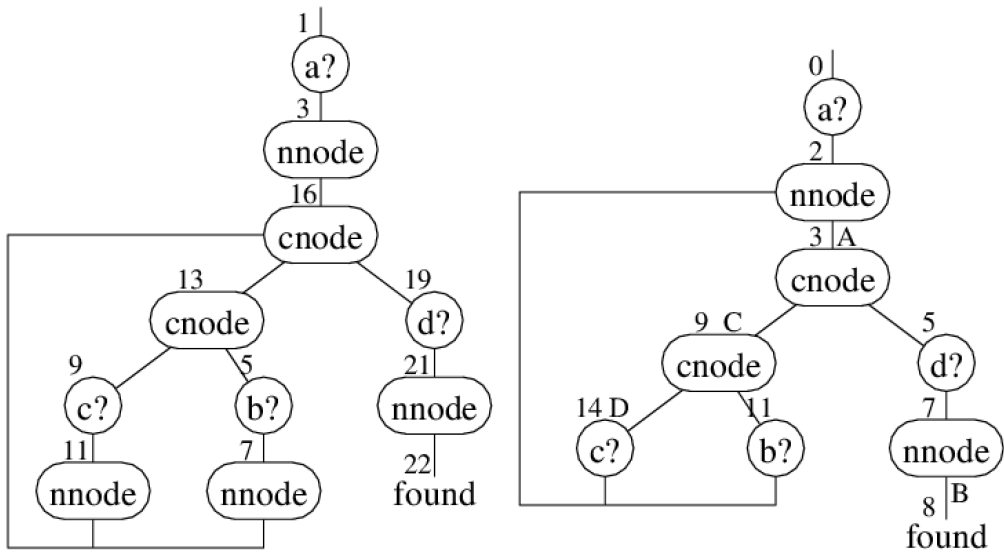 1
a?
3
nnode
16
cnode
13
19
cnode
d?
9
5
21
c?
b?
nnode
11
7
22
nnode
nnode
found
0
a?
2
nnode
3 A
cnode
9 C
5
cnode
d?
14 D
11
7
c?
b?
nnode
8
B
found